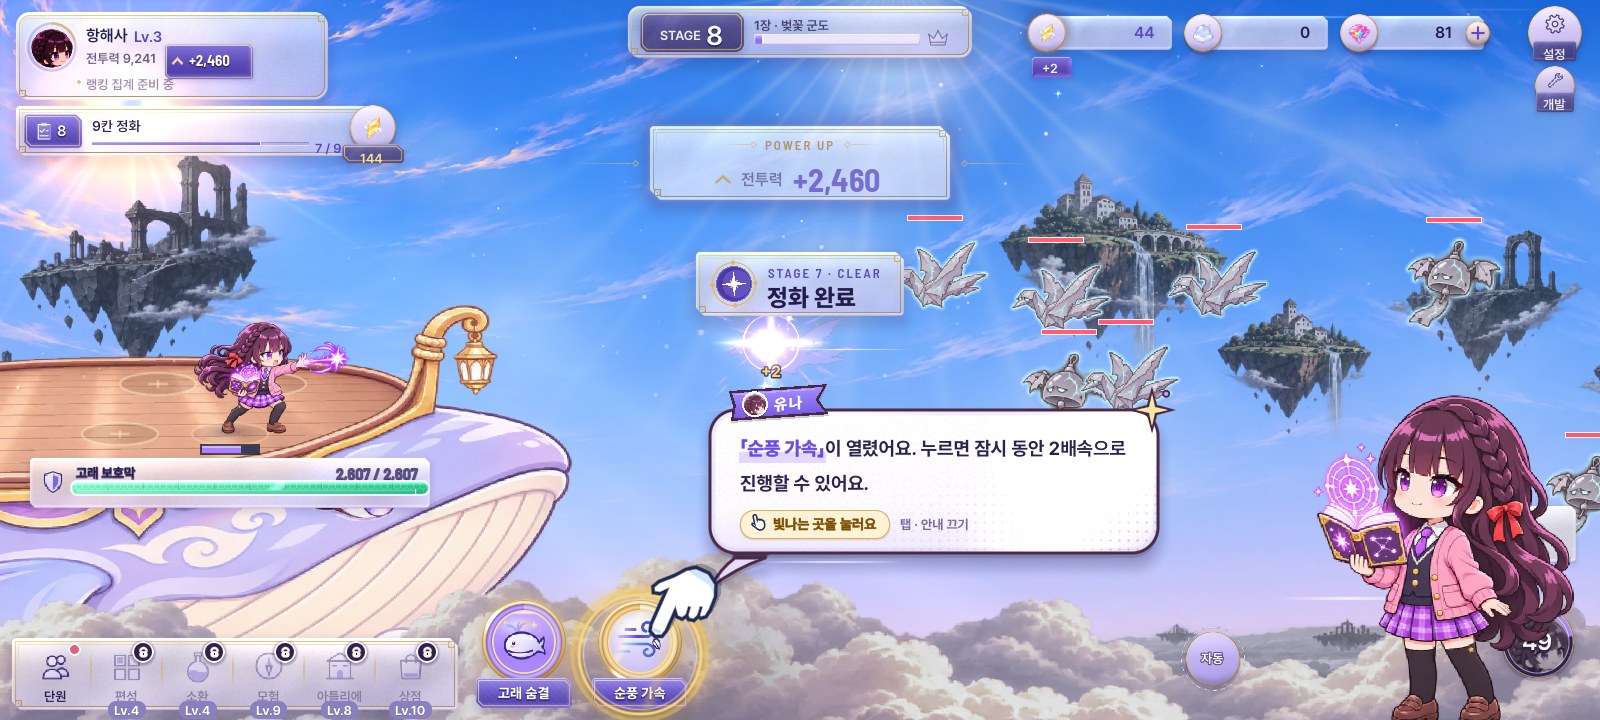 항해사 Lv.3
전투력 9,241
+2,460
랭킹 집계 준비 중
8
9칸 정화
7 / 9
144
STAGE 8
1장 · 벚꽃 군도
44
+2
0
81
설정
개발
POWER UP
전투력 +2,460
STAGE 7 · CLEAR
정화 완료
+2
유나
「순풍 가속」이 열렸어요. 누르면 잠시 동안 2배속으로
진행할 수 있어요.
빛나는 곳을 눌러요
탭 · 안내 끄기
고래 보호막
2,607 / 2,607
단원
편성
Lv.4
소환
Lv.4
모험
Lv.9
아틀리에
Lv.8
상점
Lv.10
고래 숨결
순풍 가속
자동
49